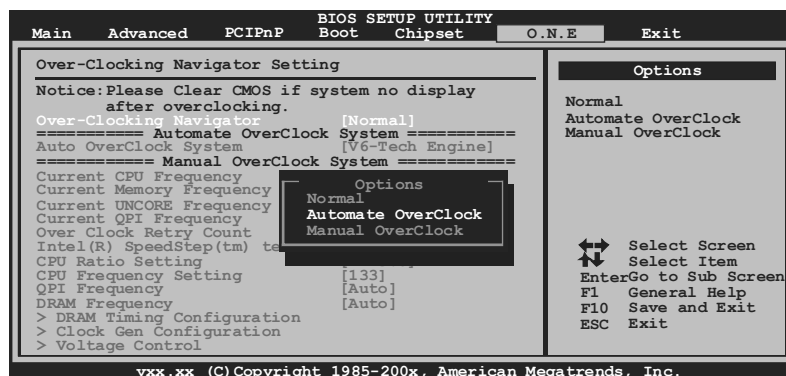 BIOS SETUP UTILITY
Main Advanced PCIPnP Boot Chipset O.N.E Exit
Over-Clocking Navigator Setting
Notice:Please Clear CMOS if system no display
after overclocking.
Over-Clocking Navigator [Normal]
=========== Automate OverClock System ===========
Auto OverClock System [V6-Tech Engine]
============ Manual OverClock System ============
Current CPU Frequency
Current Memory Frequency
Current UNCORE Frequency
Current QPI Frequency
Over Clock Retry Count
Intel(R) SpeedStep(tm) te
CPU Ratio Setting
CPU Frequency Setting [133]
QPI Frequency [Auto]
DRAM Frequency [Auto]
> DRAM Timing Configuration
> Clock Gen Configuration
> Voltage Control
Options
Normal
Automate OverClock
Manual OverClock
Options
Normal
Automate OverClock
Manual OverClock
Select Screen
Select Item
EnterGo to Sub Screen
F1 General Help
F10 Save and Exit
ESC Exit
vxx.xx (C)Copyright 1985-200x, American Megatrends, Inc.